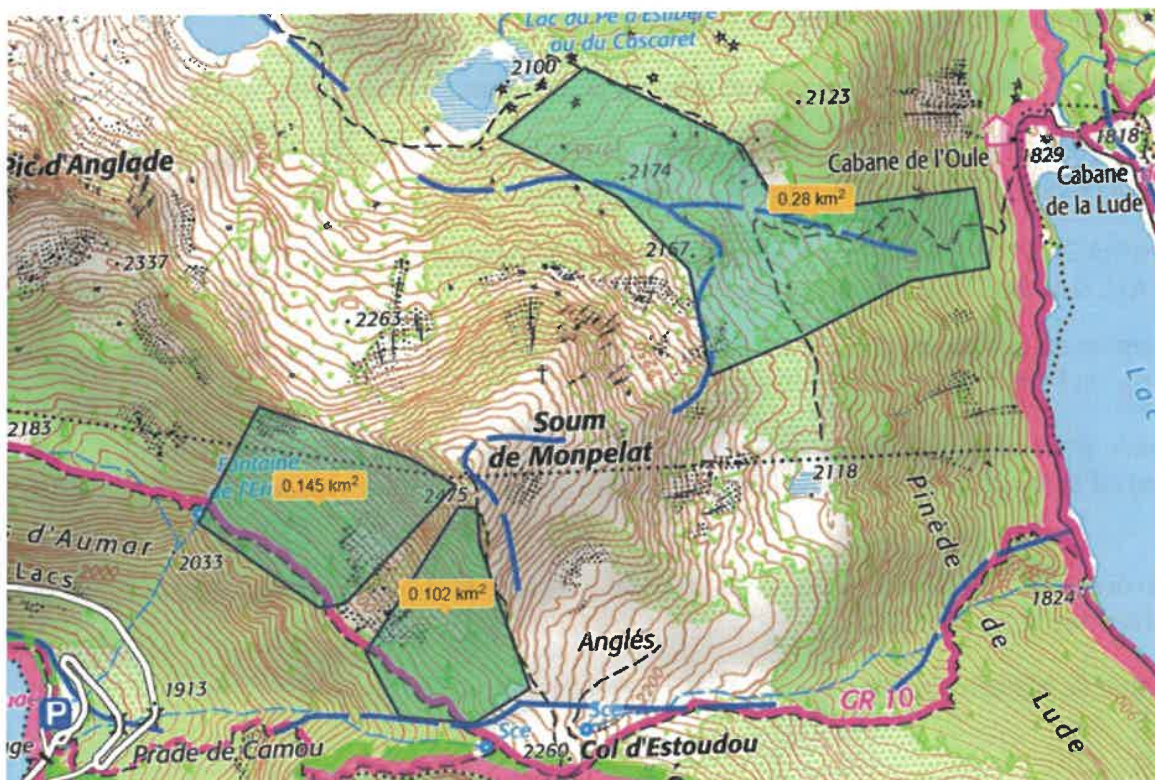 Lac du Pé d'Estibère
ou du Cascaret
2100
2123
1818
Pic d'Anglade
2174
Cabane de l'Oule
1829
Cabane
de la Lude
0.28 km²
2167
2337
2263
Soum
de Monpelat
2183
Fontaine
0.145 km²
2475
2118
Lac
Pinède
de
Lude
d'Aumar
2033
Lacs
2000
0.102 km²
1824
Anglés
2200
1913
P
GR 10
Sce
Sce
Prade de Camou
2260
Col d'Estoudou